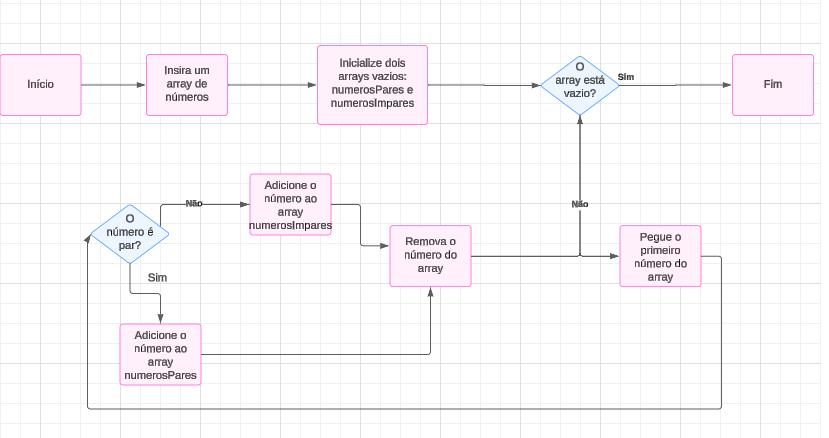 Início
Insira um
array de
números
Inicialize dois
arrays vazios:
numerosPares e
numerosImpares
O
array está
vazio?
Sim
Fim
O
número é
par?
Não
Adicione o
número ao
array
numerosImpares
Remova o
número do
array
Não
Pegue o
primeiro
número do
array
Sim
Adicione o
número ao
array
numerosPares